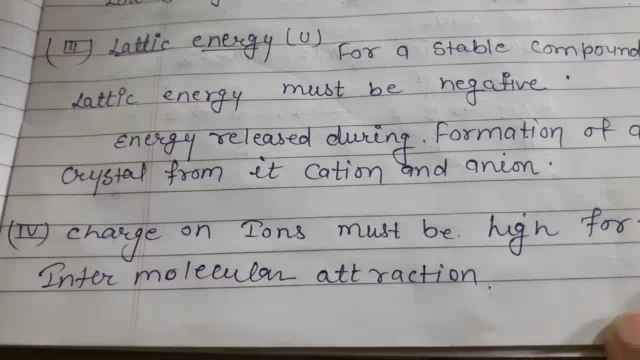 (III) Lattic energy (U) For a stable compound
Lattic energy must be negative.
Energy released during. Formation of a
Crystal from it Cation and anion.
(IV) Charge on Ions must be. high for
Inter molecular attraction.